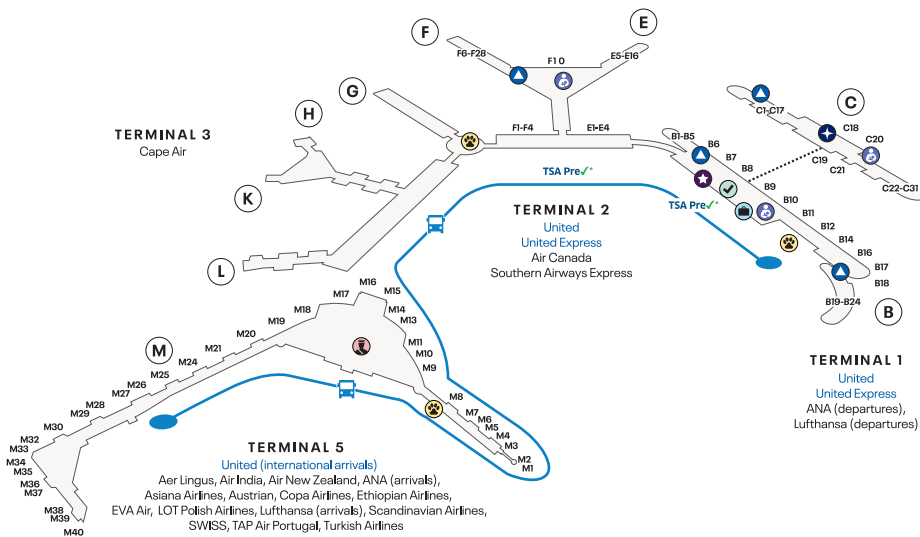 F
E
F6-F28
F1 0
E5-E16
G
C
C1-C17
H
C18
C20
TERMINAL 3
Cape Air
F1-F4
E1-E4
B1-B5
B6
C19
C21
B7
B8
C22-C31
K
TSA Pre✓®
B9
TSA Pre✓®
B10
TERMINAL 2
United
United Express
Air Canada
Southern Airways Express
B11
B12
B14
L
B16
B17
B18
M16
M17
M15
M18
M14
M13
B19-B24
B
M19
M20
M11
M21
M10
M
M24
M9
M25
M26
M27
M28
M29
M30
M8
M7
M6
M5
M4
M3
M2
M1
TERMINAL 1
United
United Express
ANA (departures),
Lufthansa (departures)
M32
M33
M34
M35
M36
M37
M38
M39
M40
TERMINAL 5
United (international arrivals)
Aer Lingus, Air India, Air New Zealand, ANA (arrivals),
Asiana Airlines, Austrian, Copa Airlines, Ethiopian Airlines,
EVA Air, LOT Polish Airlines, Lufthansa (arrivals), Scandinavian Airlines,
SWISS, TAP Air Portugal, Turkish Airlines